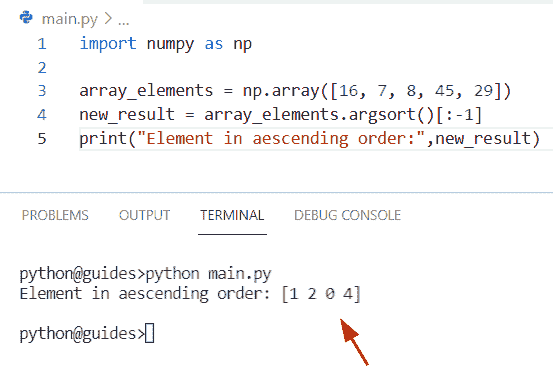 main.py > ...
1 import numpy as np
2
3 array_elements = np.array([16, 7, 8, 45, 29])
4 new_result = array_elements.argsort()[:-1]
5 print("Element in aescending order:",new_result)
PROBLEMS OUTPUT TERMINAL DEBUG CONSOLE
python@guides>python main.py
Element in aescending order: [1 2 0 4]
python@guides>